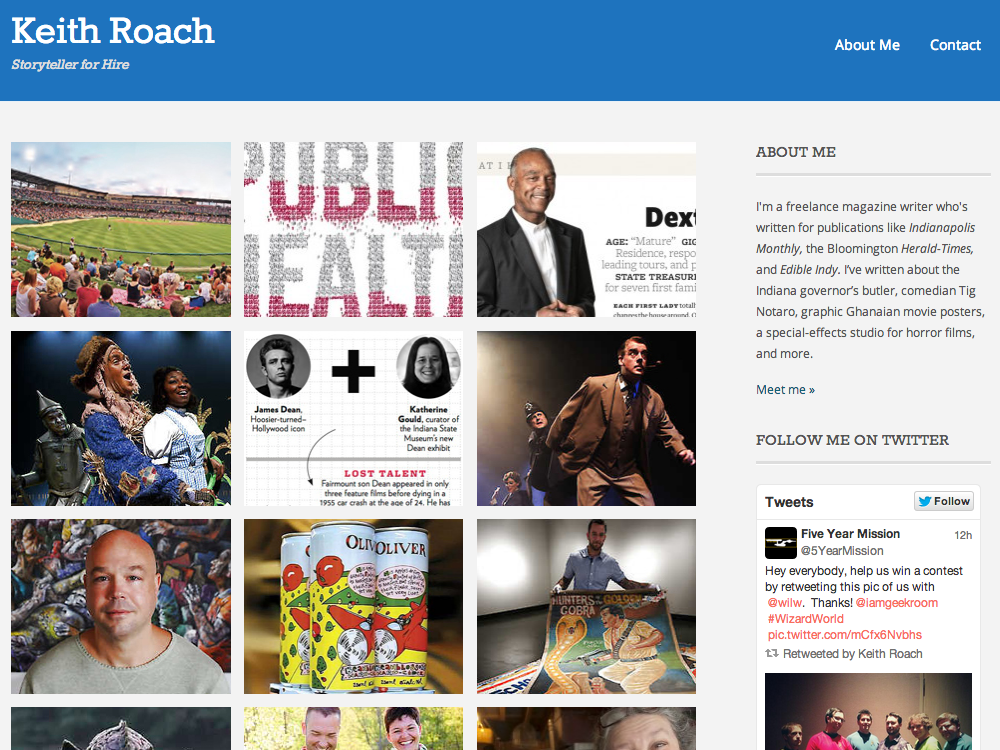 Keith Roach
Storyteller for Hire
About Me
Contact
PUBLIC
HEALTH
AT
Dext
AGE: "Mature" GIG
Residence, respo
leading tours, and p
STATE TREASUR
for seven first fami
EACH FIRST LADY totall
changes the house around. O
James Dean,
Hoosier-turned–
Hollywood icon
+
Katherine
Gould, curator of
the Indiana State
Museum's new
Dean exhibit
LOST TALENT
Fairmount son Dean appeared in only
three feature films before dying in a
1955 car crash at the age of 24. He has
OLIVER
HUNTERS
COBRA
ABOUT ME
I'm a freelance magazine writer who's
written for publications like Indianapolis
Monthly, the Bloomington Herald-Times,
and Edible Indy. I've written about the
Indiana governor's butler, comedian Tig
Notaro, graphic Ghanaian movie posters,
a special-effects studio for horror films,
and more.
Meet me »
FOLLOW ME ON TWITTER
Tweets
Follow
Five Year Mission
12h
@5YearMission
Hey everybody, help us win a contest
by retweeting this pic of us with
@wilw. Thanks! @Iamgeekroom
#WizardWorld
pic.twitter.com/mCfx6Nvbhs
Retweeted by Keith Roach